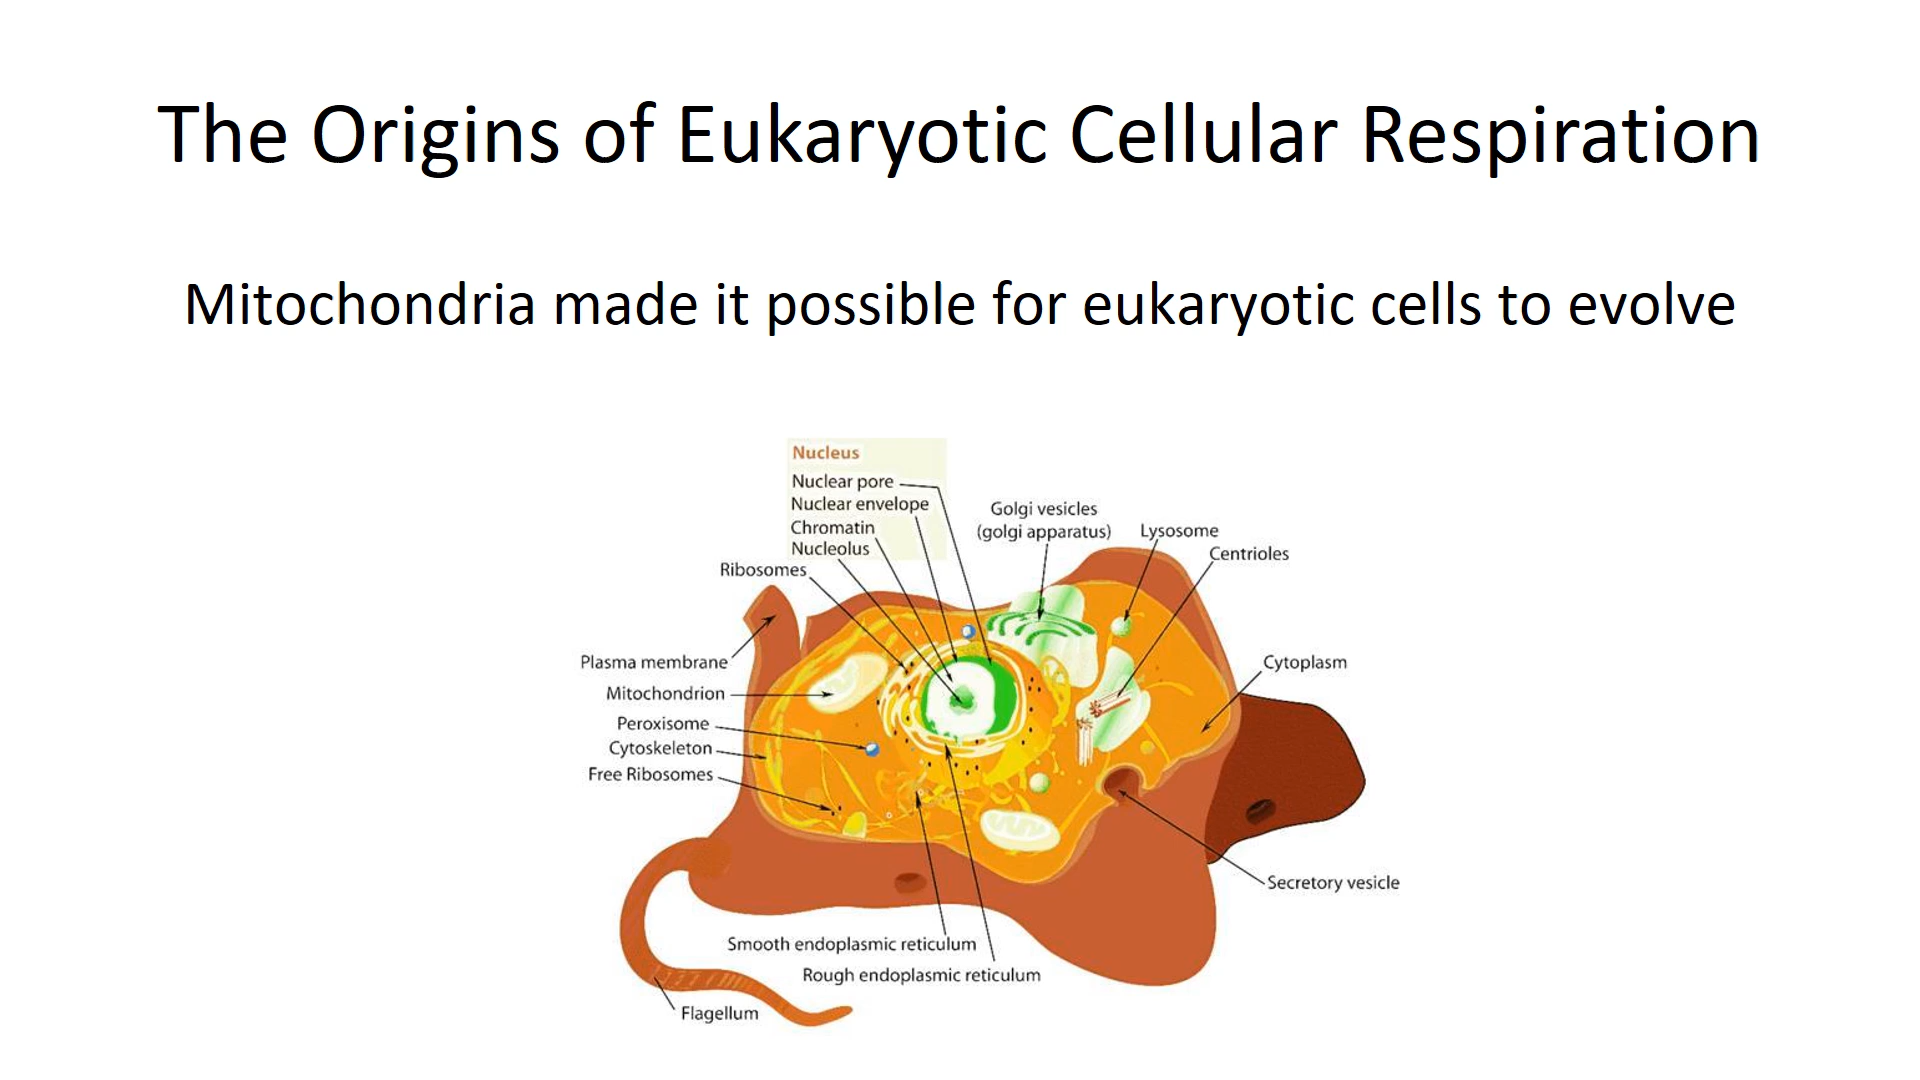 The Origins of Eukaryotic Cellular Respiration
Mitochondria made it possible for eukaryotic cells to evolve
Nucleus
Nuclear pore
Nuclear envelope
Chromatin
Nucleolus
Ribosomes
Golgi vesicles
(golgi apparatus)
Lysosome
Centrioles
Plasma membrane
Mitochondrion
Peroxisome
Cytoskeleton
Free Ribosomes
Cytoplasm
Secretory vesicle
Smooth endoplasmic reticulum
Rough endoplasmic reticulum
Flagellum